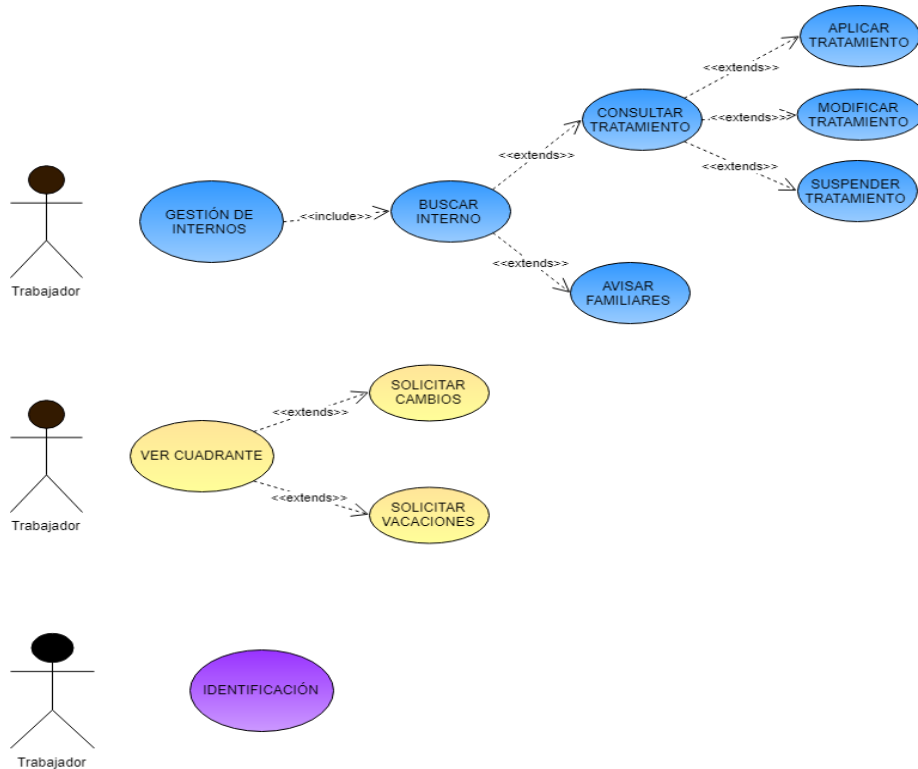 APLICAR
TRATAMIENTO
<<extends>>
CONSULTAR
TRATAMIENTO
<<extends>>
MODIFICAR
TRATAMIENTO
<<extends>>
<<extends>>
SUSPENDER
TRATAMIENTO
GESTIÓN DE
INTERNOS
<<include>>
BUSCAR
INTERNO
<<extends>>
AVISAR
FAMILIARES
Trabajador
SOLICITAR
CAMBIOS
<<extends>>
VER CUADRANTE
<<extends>>
SOLICITAR
VACACIONES
Trabajador
IDENTIFICACIÓN
Trabajador